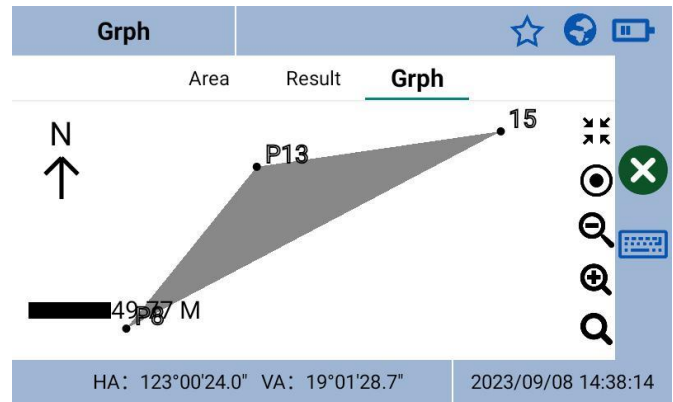 Grph
Area Result Grph
N
15
P13
49.77 M
P8
HA: 123°00'24.0" VA: 19°01'28.7" 2023/09/08 14:38:14